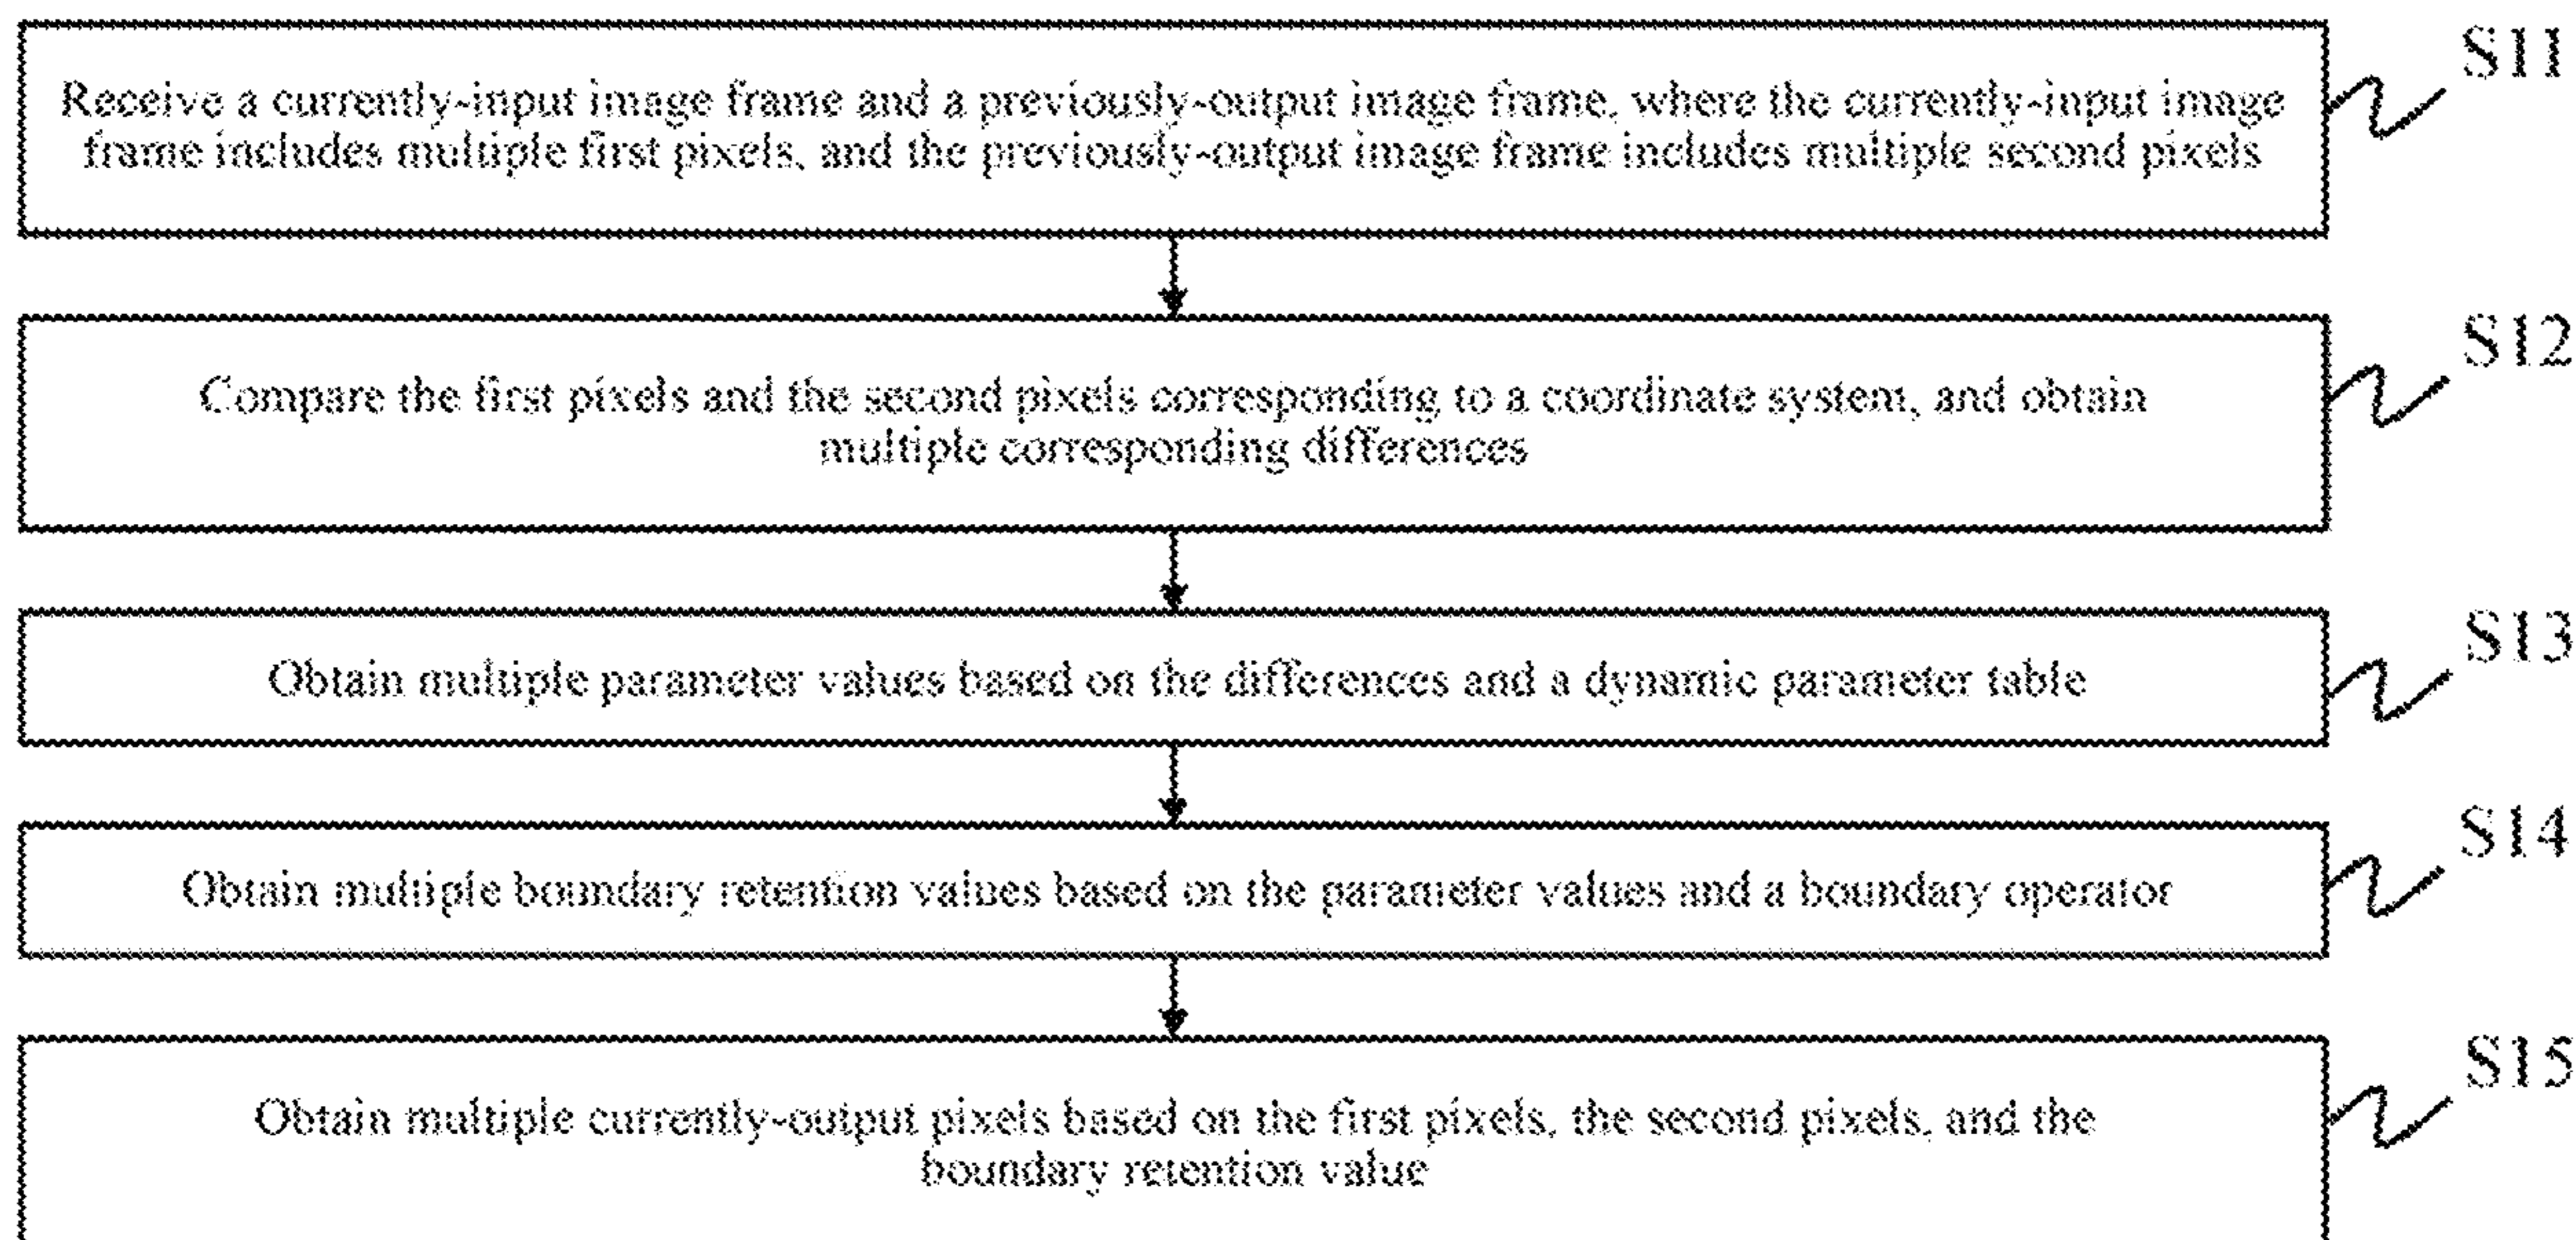 S11
Receive a currently-input image frame and a previously-output image frame, where the currently-input image
frame includes multiple first pixels, and the previously-output image frame includes multiple second pixels
S12
Compare the first pixels and the second pixels corresponding to a coordinate system, and obtain
multiple corresponding differences
S13
Obtain multiple parameter values based on the differences and a dynamic parameter table
S14
Obtain multiple boundary retention values based on the parameter values and a boundary operator
S15
Obtain multiple currently-output pixels based on the first pixels, the second pixels, and the
boundary retention value